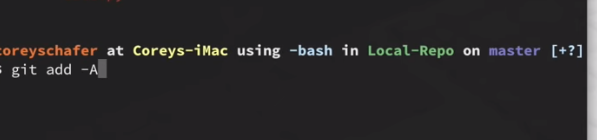 coreyschafer at Coreys-iMac using -bash in Local-Repo on master [+?]
$ git add -A